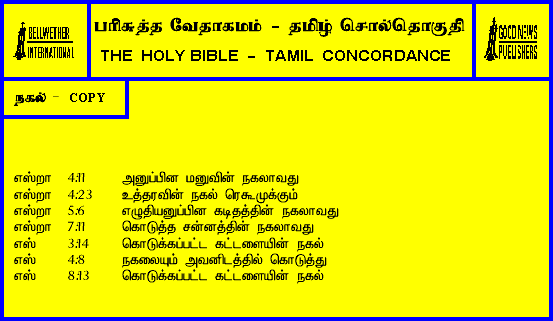 BELLWETHER
INTERNATIONAL
பரிசுத்த வேதாகமம் - தமிழ் சொல்தொகுதி
THE HOLY BIBLE - TAMIL CONCORDANCE
GOOD NEWS
PUBLISHERS
நகல் - COPY
எஸ்றா 4:11 அனுப்பின மனுவின் நகலாவது
எஸ்றா 4:23 உத்தரவின் நகல் ரெகூமுக்கும்
எஸ்றா 5:6 எழுதியனுப்பின கடிதத்தின் நகலாவது
எஸ்றா 7:11 கொடுத்த சன்னத்தின் நகலாவது
எஸ் 3:14 கொடுக்கப்பட்ட கட்டளையின் நகல்
எஸ் 4:8 நகலையும் அவனிடத்தில் கொடுத்து
எஸ் 8:13 கொடுக்கப்பட்ட கட்டளையின் நகல்